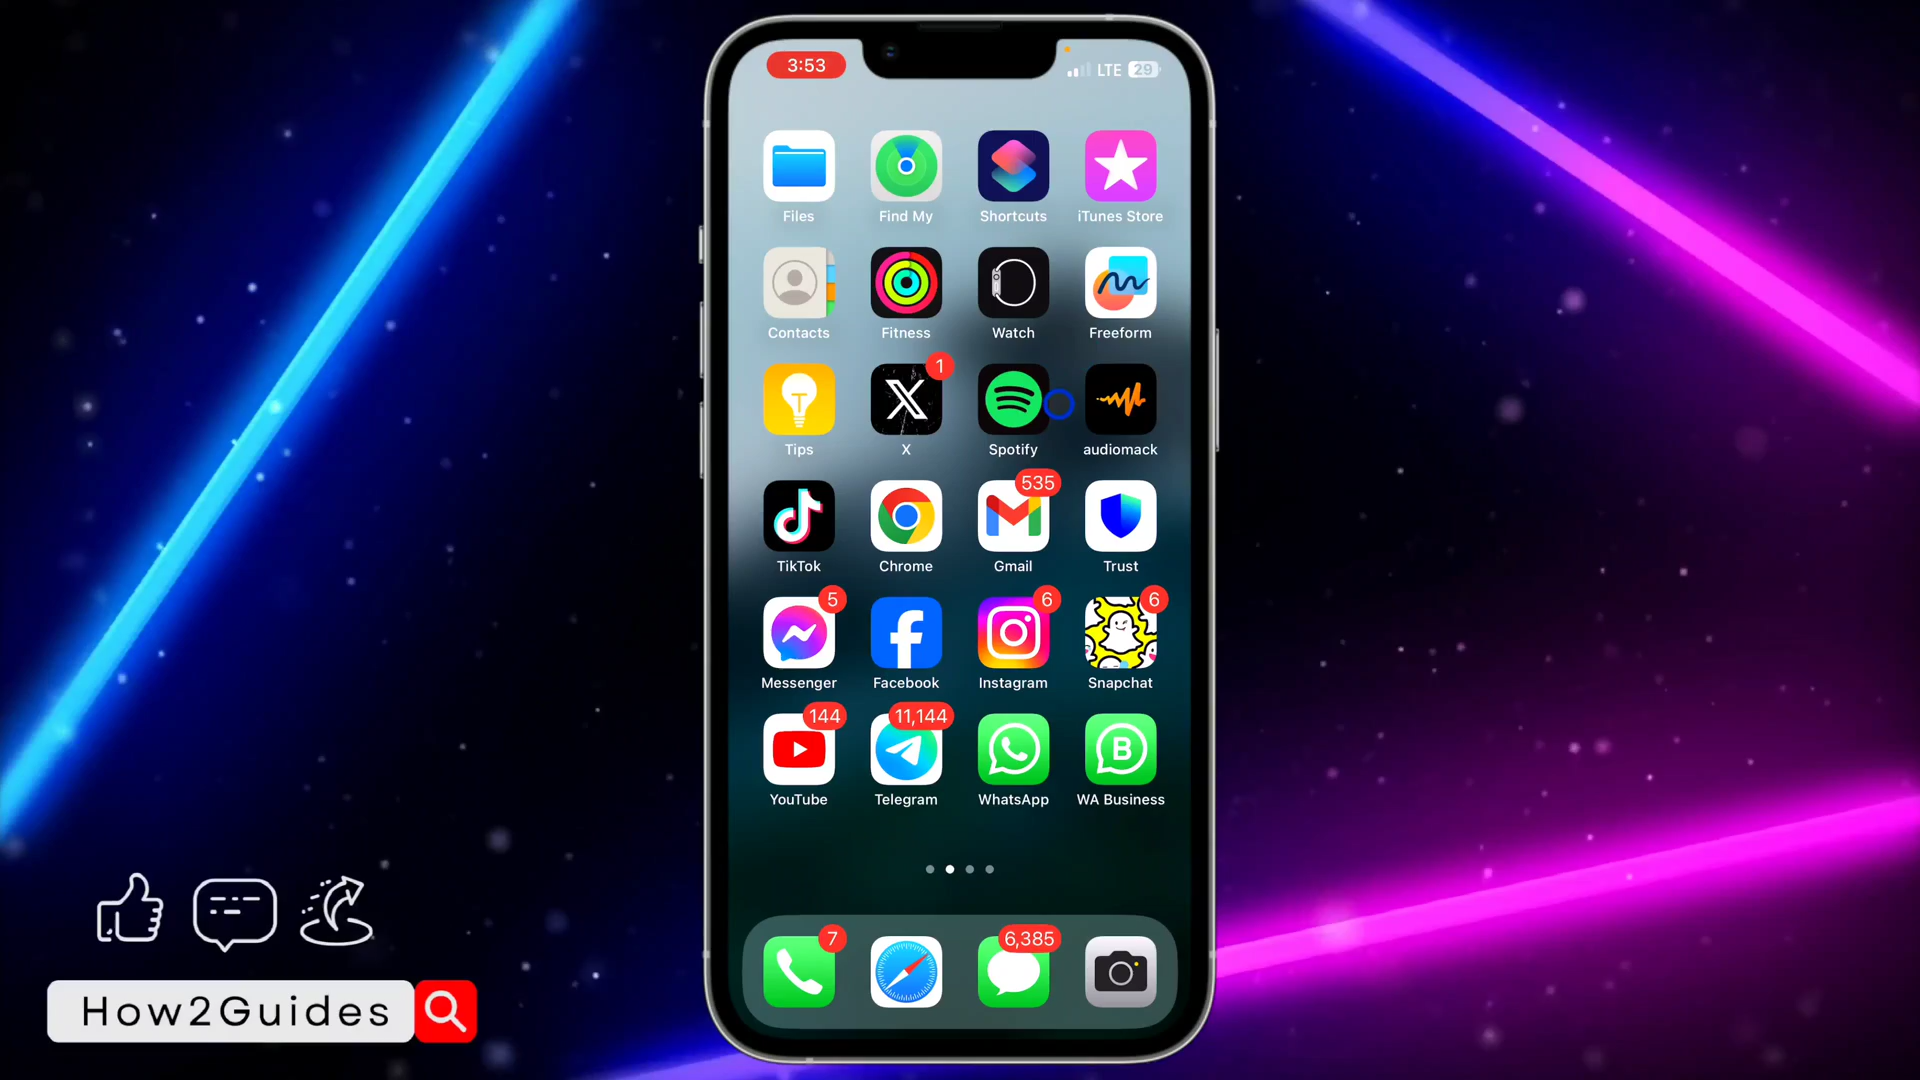 3:53
LTE 29
Files Find My Shortcuts iTunes Store
Contacts Fitness Watch Freeform
1
Tips X Spotify audiomack
535
TikTok Chrome Gmail Trust
5 6 6
Messenger Facebook Instagram Snapchat
144 11,144
B
YouTube Telegram WhatsApp WA Business
7 6,385
How2Guides